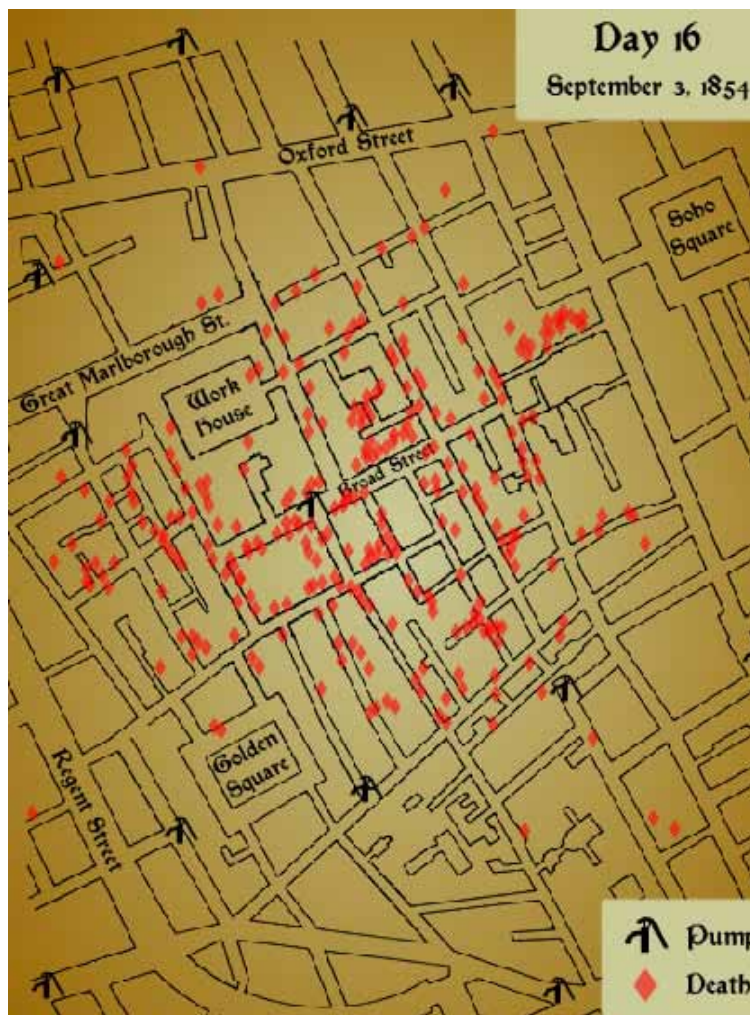 Day 16
September 3, 1854
Oxford Street
Soho
Square
Great Marlborough St.
Work
House
Broad Street
Golden
Square
Regent Street
Pump
Death